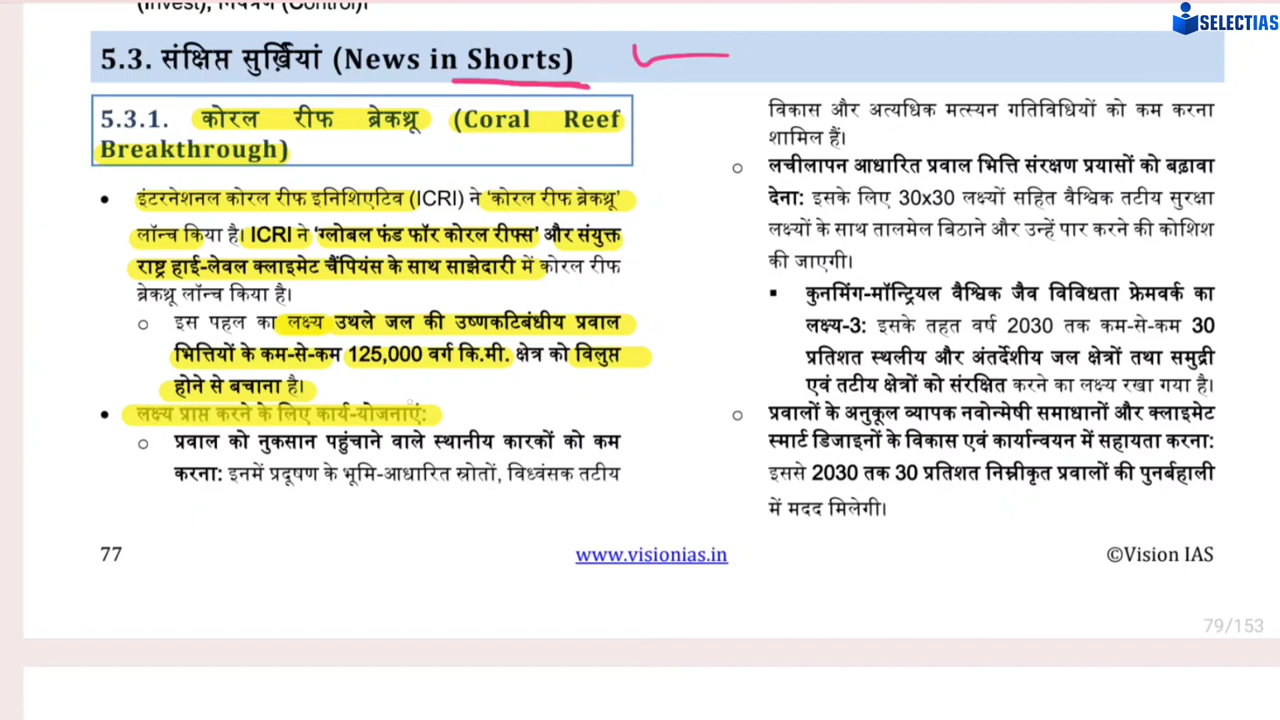 (Invest), नियंत्रण (Control)।
SELECTIAS
5.3. संक्षिप्त सुर्ख़ियां (News in Shorts)
5.3.1. कोरल रीफ ब्रेकथ्रू (Coral Reef
Breakthrough)
• इंटरनेशनल कोरल रीफ इनिशिएटिव (ICRI) ने 'कोरल रीफ ब्रेकथ्रू'
लॉन्च किया है। ICRI ने 'ग्लोबल फंड फॉर कोरल रीफ्स' और संयुक्त
राष्ट्र हाई-लेवल क्लाइमेट चैंपियंस के साथ साझेदारी में कोरल रीफ
ब्रेकथ्रू लॉन्च किया है।
○ इस पहल का लक्ष्य उथले जल की उष्णकटिबंधीय प्रवाल
भित्तियों के कम-से-कम 125,000 वर्ग कि.मी. क्षेत्र को विलुप्त
होने से बचाना है।
• लक्ष्य प्राप्त करने के लिए कार्य-योजनाएं:
○ प्रवाल को नुकसान पहुंचाने वाले स्थानीय कारकों को कम
करना: इनमें प्रदूषण के भूमि-आधारित स्रोतों, विध्वंसक तटीय
विकास और अत्यधिक मत्स्यन गतिविधियों को कम करना
शामिल हैं।
○ लचीलापन आधारित प्रवाल भित्ति संरक्षण प्रयासों को बढ़ावा
देना: इसके लिए 30x30 लक्ष्यों सहित वैश्विक तटीय सुरक्षा
लक्ष्यों के साथ तालमेल बिठाने और उन्हें पार करने की कोशिश
की जाएगी।
▪ कुनमिंग-मॉन्ट्रियल वैश्विक जैव विविधता फ्रेमवर्क का
लक्ष्य-3: इसके तहत वर्ष 2030 तक कम-से-कम 30
प्रतिशत स्थलीय और अंतर्देशीय जल क्षेत्रों तथा समुद्री
एवं तटीय क्षेत्रों को संरक्षित करने का लक्ष्य रखा गया है।
○ प्रवालों के अनुकूल व्यापक नवोन्मेषी समाधानों और क्लाइमेट
स्मार्ट डिजाइनों के विकास एवं कार्यान्वयन में सहायता करना:
इससे 2030 तक 30 प्रतिशत निम्नीकृत प्रवालों की पुनर्बहाली
में मदद मिलेगी।
77
www.visionias.in
©Vision IAS
79/153